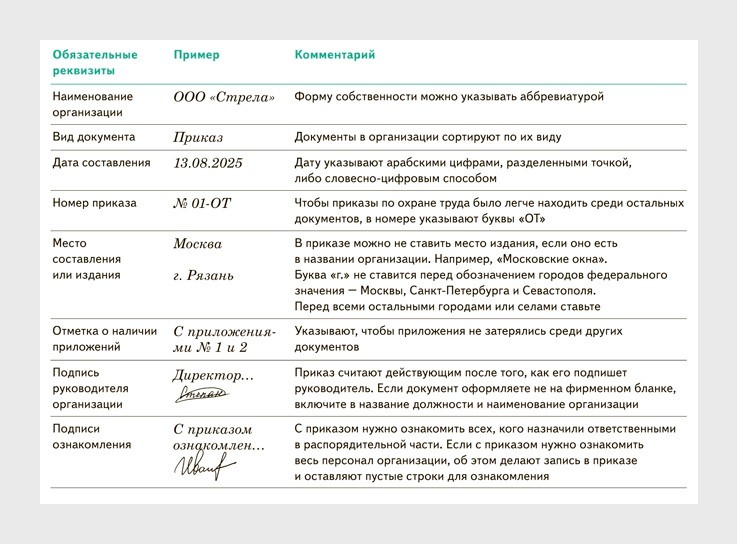 Обязательные Пример Комментарий
реквизиты
Наименование ООО «Стрела» Форму собственности можно указывать аббревиатурой
организации
Вид документа Приказ Документы в организации сортируют по их виду
Дата составления 13.08.2025 Дату указывают арабскими цифрами, разделенными точкой,
либо словесно-цифровым способом
Номер приказа № 01-ОТ Чтобы приказы по охране труда было легче находить среди остальных
документов, в номере указывают буквы «ОТ»
Место Москва В приказе можно не ставить место издания, если оно есть
составления в названии организации. Например, «Московские окна».
или издания г. Рязань Буква «г.» не ставится перед обозначением городов федерального
значения — Москвы, Санкт-Петербурга и Севастополя.
Перед всеми остальными городами или селами ставьте
Отметка о наличии С приложения- Указывают, чтобы приложения не затерялись среди других
приложений ми № 1 и 2 документов
Подпись Директор... Приказ считают действующим после того, как его подпишет
руководителя руководитель. Если документ оформляете не на фирменном бланке,
организации включите в название должности и наименование организации
Подписи С приказом С приказом нужно ознакомить всех, кого назначили ответственными
ознакомления ознакомлен... в распорядительной части. Если с приказом нужно ознакомить
весь персонал организации, об этом делают запись в приказе
и оставляют пустые строки для ознакомления